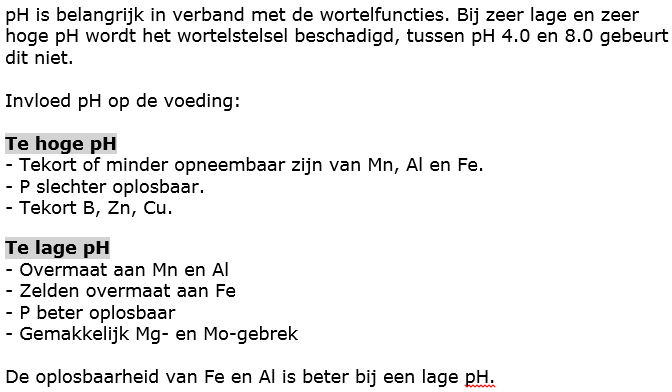 pH is belangrijk in verband met de wortelfuncties. Bij zeer lage en zeer
hoge pH wordt het wortelstelsel beschadigd, tussen pH 4.0 en 8.0 gebeurt
dit niet.
Invloed pH op de voeding:
Te hoge pH
- Tekort of minder opneembaar zijn van Mn, Al en Fe.
- P slechter oplosbaar.
- Tekort B, Zn, Cu.
Te lage pH
- Overmaat aan Mn en Al
- Zelden overmaat aan Fe
- P beter oplosbaar
- Gemakkelijk Mg- en Mo-gebrek
De oplosbaarheid van Fe en Al is beter bij een lage pH.